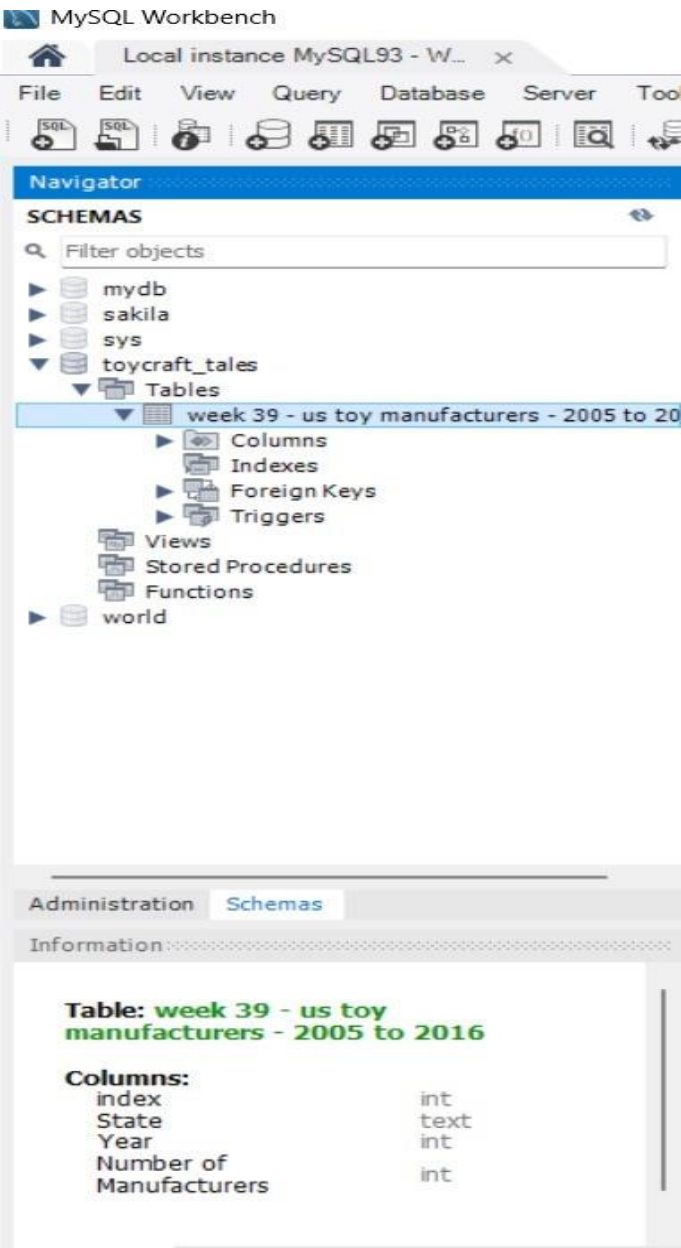 MySQL Workbench
Local instance MySQL93 - W...
File Edit View Query Database Server Tool
Navigator
SCHEMAS
Filter objects
mydb
sakila
sys
toycraft_tales
Tables
week 39 - us toy manufacturers - 2005 to 20
Columns
Indexes
Foreign Keys
Triggers
Views
Stored Procedures
Functions
world
Administration Schemas
Information
Table: week 39 - us toy
manufacturers - 2005 to 2016
Columns:
index int
State text
Year int
Number of
Manufacturers int